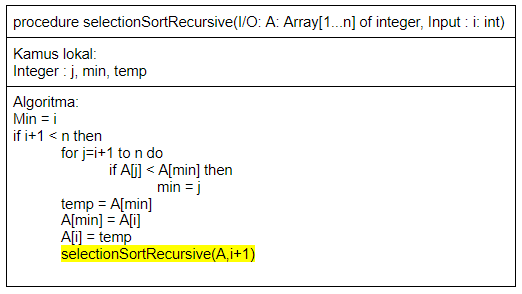 procedure selectionSortRecursive(I/O: A: Array[1...n] of integer, Input : i: int)
Kamus lokal:
Integer : j, min, temp
Algoritma:
Min = i
if i+1 < n then
for j=i+1 to n do
if A[j] < A[min] then
min = j
temp = A[min]
A[min] = A[i]
A[i] = temp
selectionSortRecursive(A,i+1)